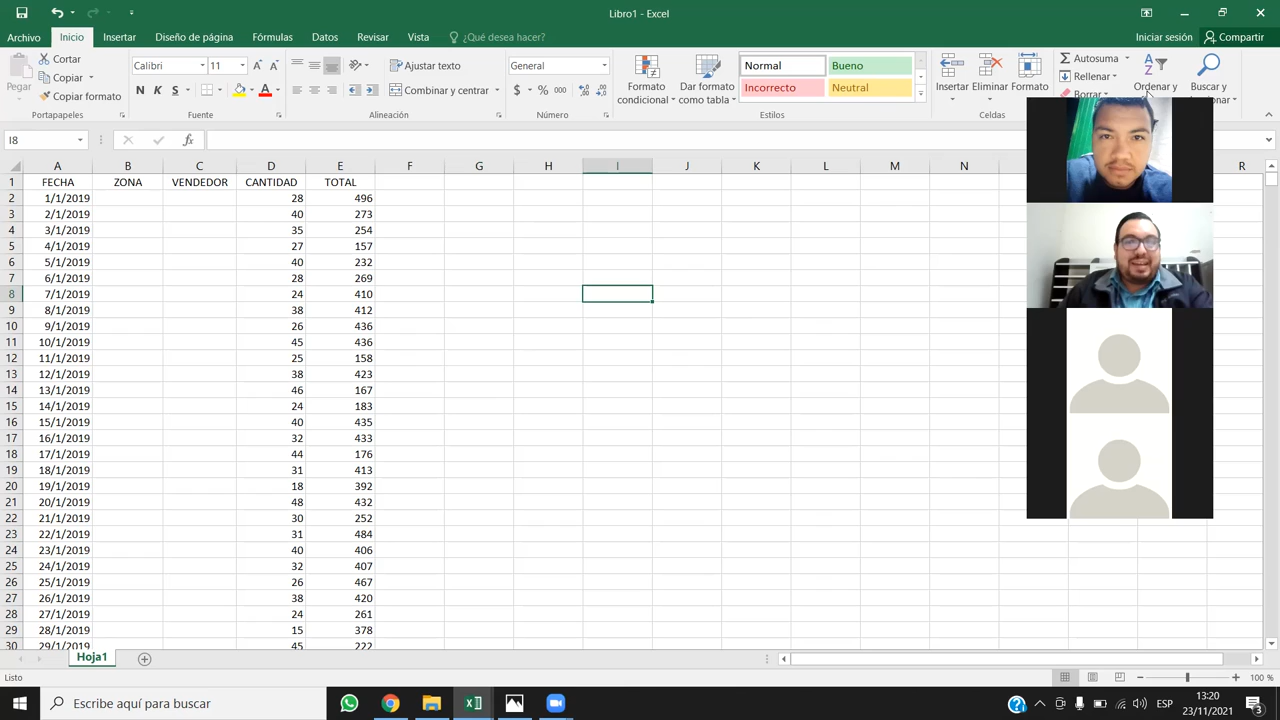 Libro1 - Excel
Archivo Inicio Insertar Diseño de página Fórmulas Datos Revisar Vista ¿Qué desea hacer? Iniciar sesión Compartir
Pegar Cortar Copiar Copiar formato
Calibri 11 N K S
Ajustar texto
Combinar y centrar
General
$ % 000
Formato condicional
Dar formato como tabla
Normal Bueno
Incorrecto Neutral
Insertar Eliminar Formato
Autosuma
Rellenar
Borrar
Ordenar y
Buscar y
Portapapeles Fuente Alineación Número Estilos Celdas
I8 fx
A B C D E F G H I J K L M N R
1 FECHA ZONA VENDEDOR CANTIDAD TOTAL
2 1/1/2019 28 496
3 2/1/2019 40 273
4 3/1/2019 35 254
5 4/1/2019 27 157
6 5/1/2019 40 232
7 6/1/2019 28 269
8 7/1/2019 24 410
9 8/1/2019 38 412
10 9/1/2019 26 436
11 10/1/2019 45 436
12 11/1/2019 25 158
13 12/1/2019 38 423
14 13/1/2019 46 167
15 14/1/2019 24 183
16 15/1/2019 40 435
17 16/1/2019 32 433
18 17/1/2019 44 176
19 18/1/2019 31 413
20 19/1/2019 18 392
21 20/1/2019 48 432
22 21/1/2019 30 252
23 22/1/2019 31 484
24 23/1/2019 40 406
25 24/1/2019 32 407
26 25/1/2019 26 467
27 26/1/2019 38 420
28 27/1/2019 24 261
29 28/1/2019 15 378
30 29/1/2019 45 222
Hoja1
Listo 100 %
Escribe aquí para buscar
ESP
13:20
23/11/2021
3